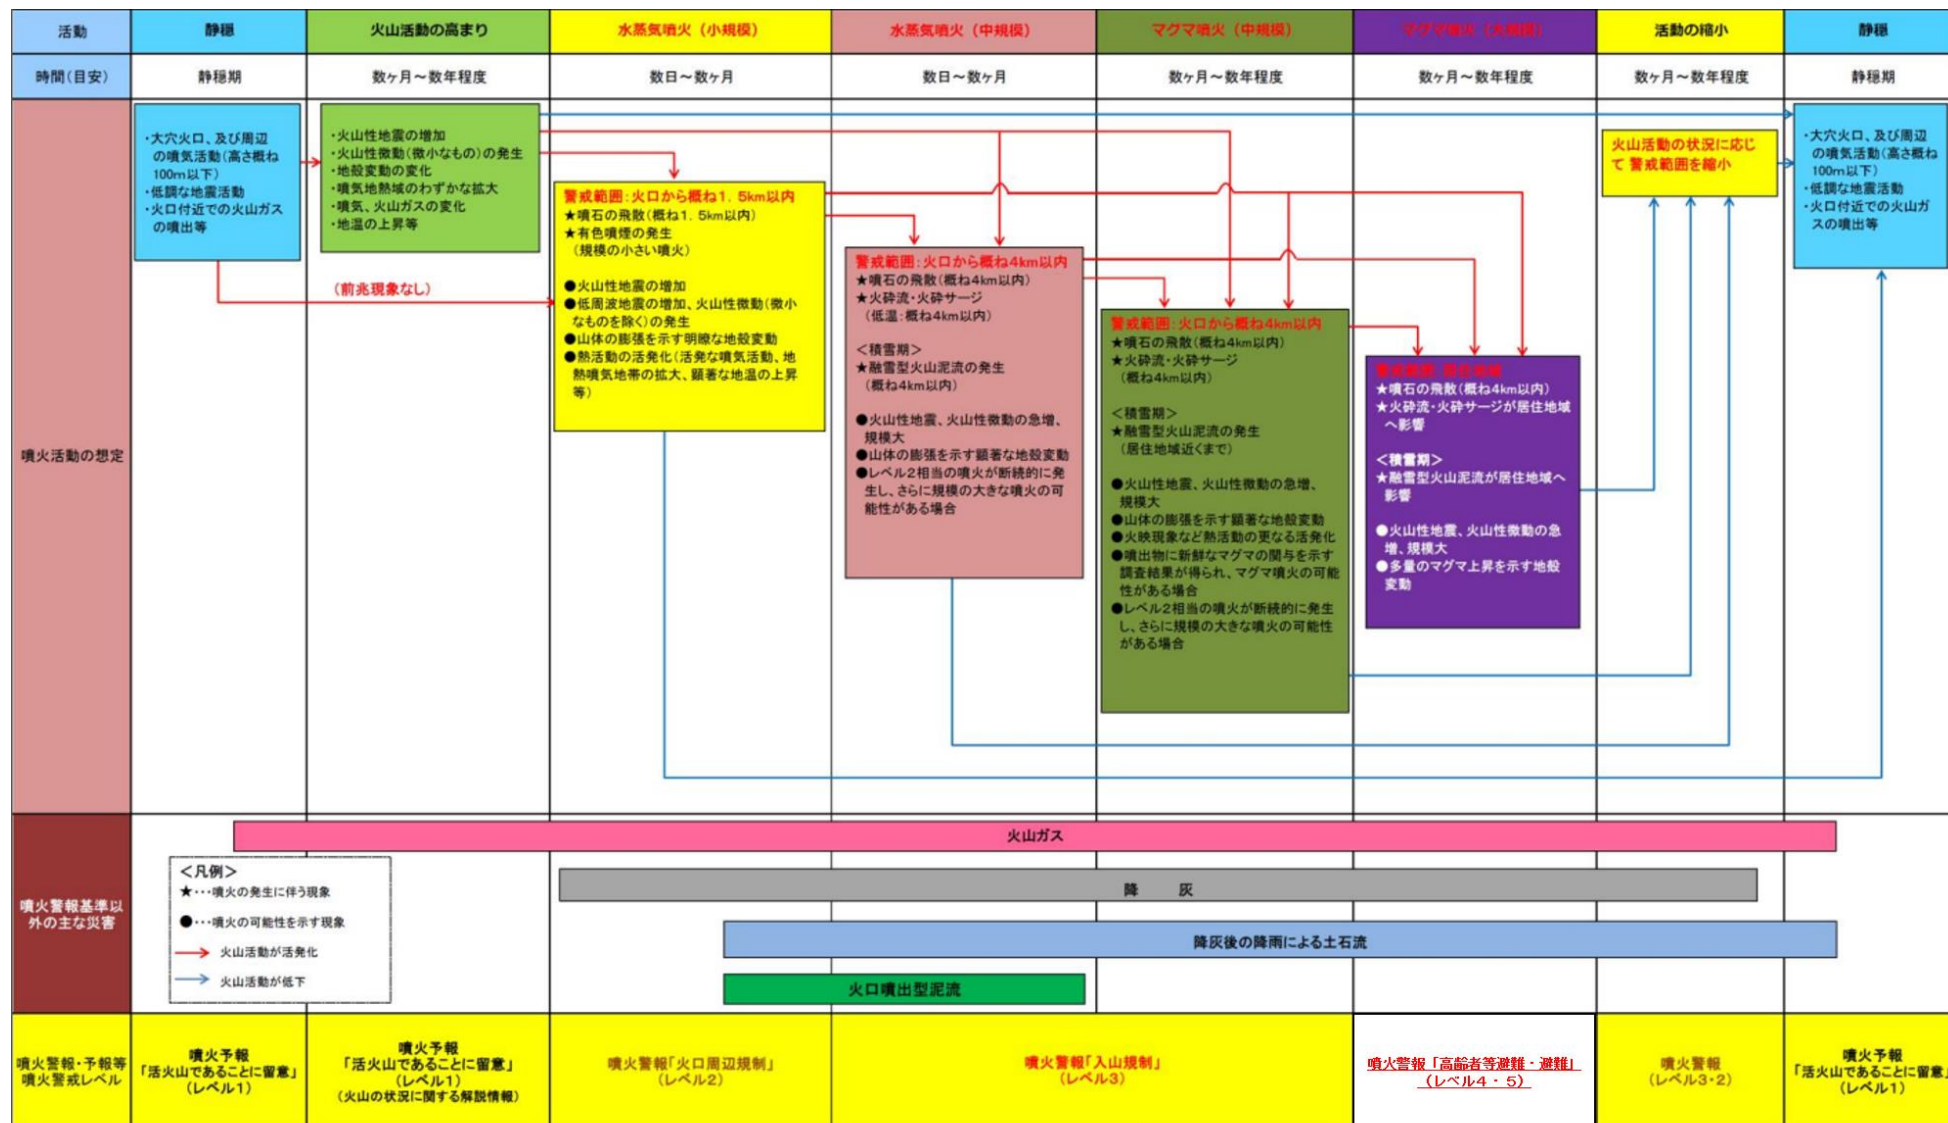 活動
静穏
火山活動の高まり
水蒸気噴火（小規模）
水蒸気噴火（中規模）
マグマ噴火（中規模）
マグマ噴火（大規模）
活動の縮小
静穏
時間(目安)
静穏期
数ヶ月～数年程度
数日～数ヶ月
数日～数ヶ月
数ヶ月～数年程度
数ヶ月～数年程度
数ヶ月～数年程度
静穏期
噴火活動の想定
・大穴火口、及び周辺
の噴気活動(高さ概ね
100m以下)
・低調な地震活動
・火口付近での火山ガス
の噴出等
・火山性地震の増加
・火山性微動(微小なもの)の発生
・地殻変動の変化
・噴気地熱域のわずかな拡大
・噴気、火山ガスの変化
・地温の上昇等
(前兆現象なし)
警戒範囲：火口から概ね1．5km以内
★噴石の飛散(概ね1．5km以内)
★有色噴煙の発生
(規模の小さい噴火)
●火山性地震の増加
●低周波地震の増加、火山性微動(微小
なものを除く)の発生
●山体の膨張を示す明瞭な地殻変動
●熱活動の活発化(活発な噴気活動、地
熱噴気地帯の拡大、顕著な地温の上昇
等)
警戒範囲：火口から概ね4km以内
★噴石の飛散(概ね4km以内)
★火砕流・火砕サージ
(低温：概ね4km以内)
＜積雪期＞
★融雪型火山泥流の発生
(概ね4km以内)
●火山性地震、火山性微動の急増、
規模大
●山体の膨張を示す顕著な地殻変動
●レベル2相当の噴火が断続的に発
生し、さらに規模の大きな噴火の可
能性がある場合
警戒範囲：火口から概ね4km以内
★噴石の飛散(概ね4km以内)
★火砕流・火砕サージ
(概ね4km以内)
＜積雪期＞
★融雪型火山泥流の発生
(居住地域近くまで)
●火山性地震、火山性微動の急増、
規模大
●山体の膨張を示す顕著な地殻変動
●火映現象など熱活動の更なる活発化
●噴出物に新鮮なマグマの関与を示す
調査結果が得られ、マグマ噴火の可能
性がある場合
●レベル2相当の噴火が断続的に発生
し、さらに規模の大きな噴火の可能性
がある場合
警戒範囲：居住地域
★噴石の飛散(概ね4km以内)
★火砕流・火砕サージが居住地域
へ影響
＜積雪期＞
★融雪型火山泥流が居住地域へ
影響
●火山性地震、火山性微動の急
増、規模大
●多量のマグマ上昇を示す地殻
変動
火山活動の状況に応じ
て 警戒範囲を縮小
・大穴火口、及び周辺
の噴気活動(高さ概ね
100m以下)
・低調な地震活動
・火口付近での火山ガ
スの噴出等
噴火警報基準以
外の主な災害
火山ガス
＜凡例＞
★・・・噴火の発生に伴う現象
●・・・噴火の可能性を示す現象
火山活動が活発化
火山活動が低下
降 灰
降灰後の降雨による土石流
火口噴出型泥流
噴火警報・予報等
噴火警戒レベル
噴火予報
「活火山であることに留意」
(レベル1)
噴火予報
「活火山であることに留意」
(レベル1)
(火山の状況に関する解説情報)
噴火警報「火口周辺規制」
(レベル2)
噴火警報「入山規制」
(レベル3)
噴火警報「高齢者等避難・避難」
（レベル４・５）
噴火警報
(レベル3・2)
噴火予報
「活火山であることに留意」
(レベル1)